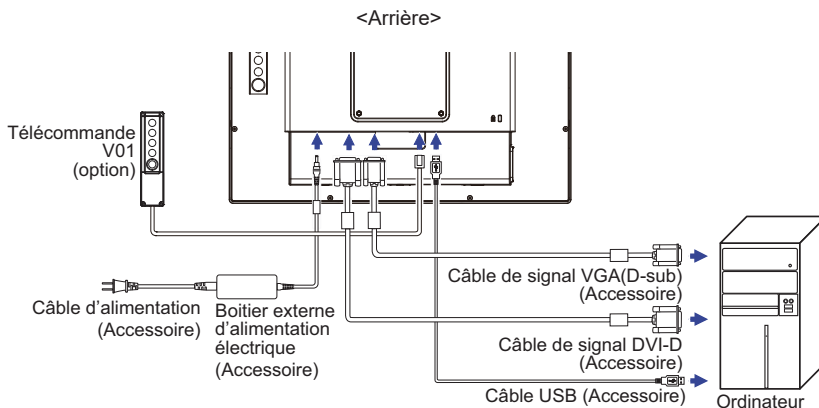 <Arrière>
Télécommande
V01
(option)
Câble d'alimentation
(Accessoire)
Boitier externe
d'alimentation
électrique
(Accessoire)
Câble de signal VGA(D-sub)
(Accessoire)
Câble de signal DVI-D
(Accessoire)
Câble USB (Accessoire)
Ordinateur